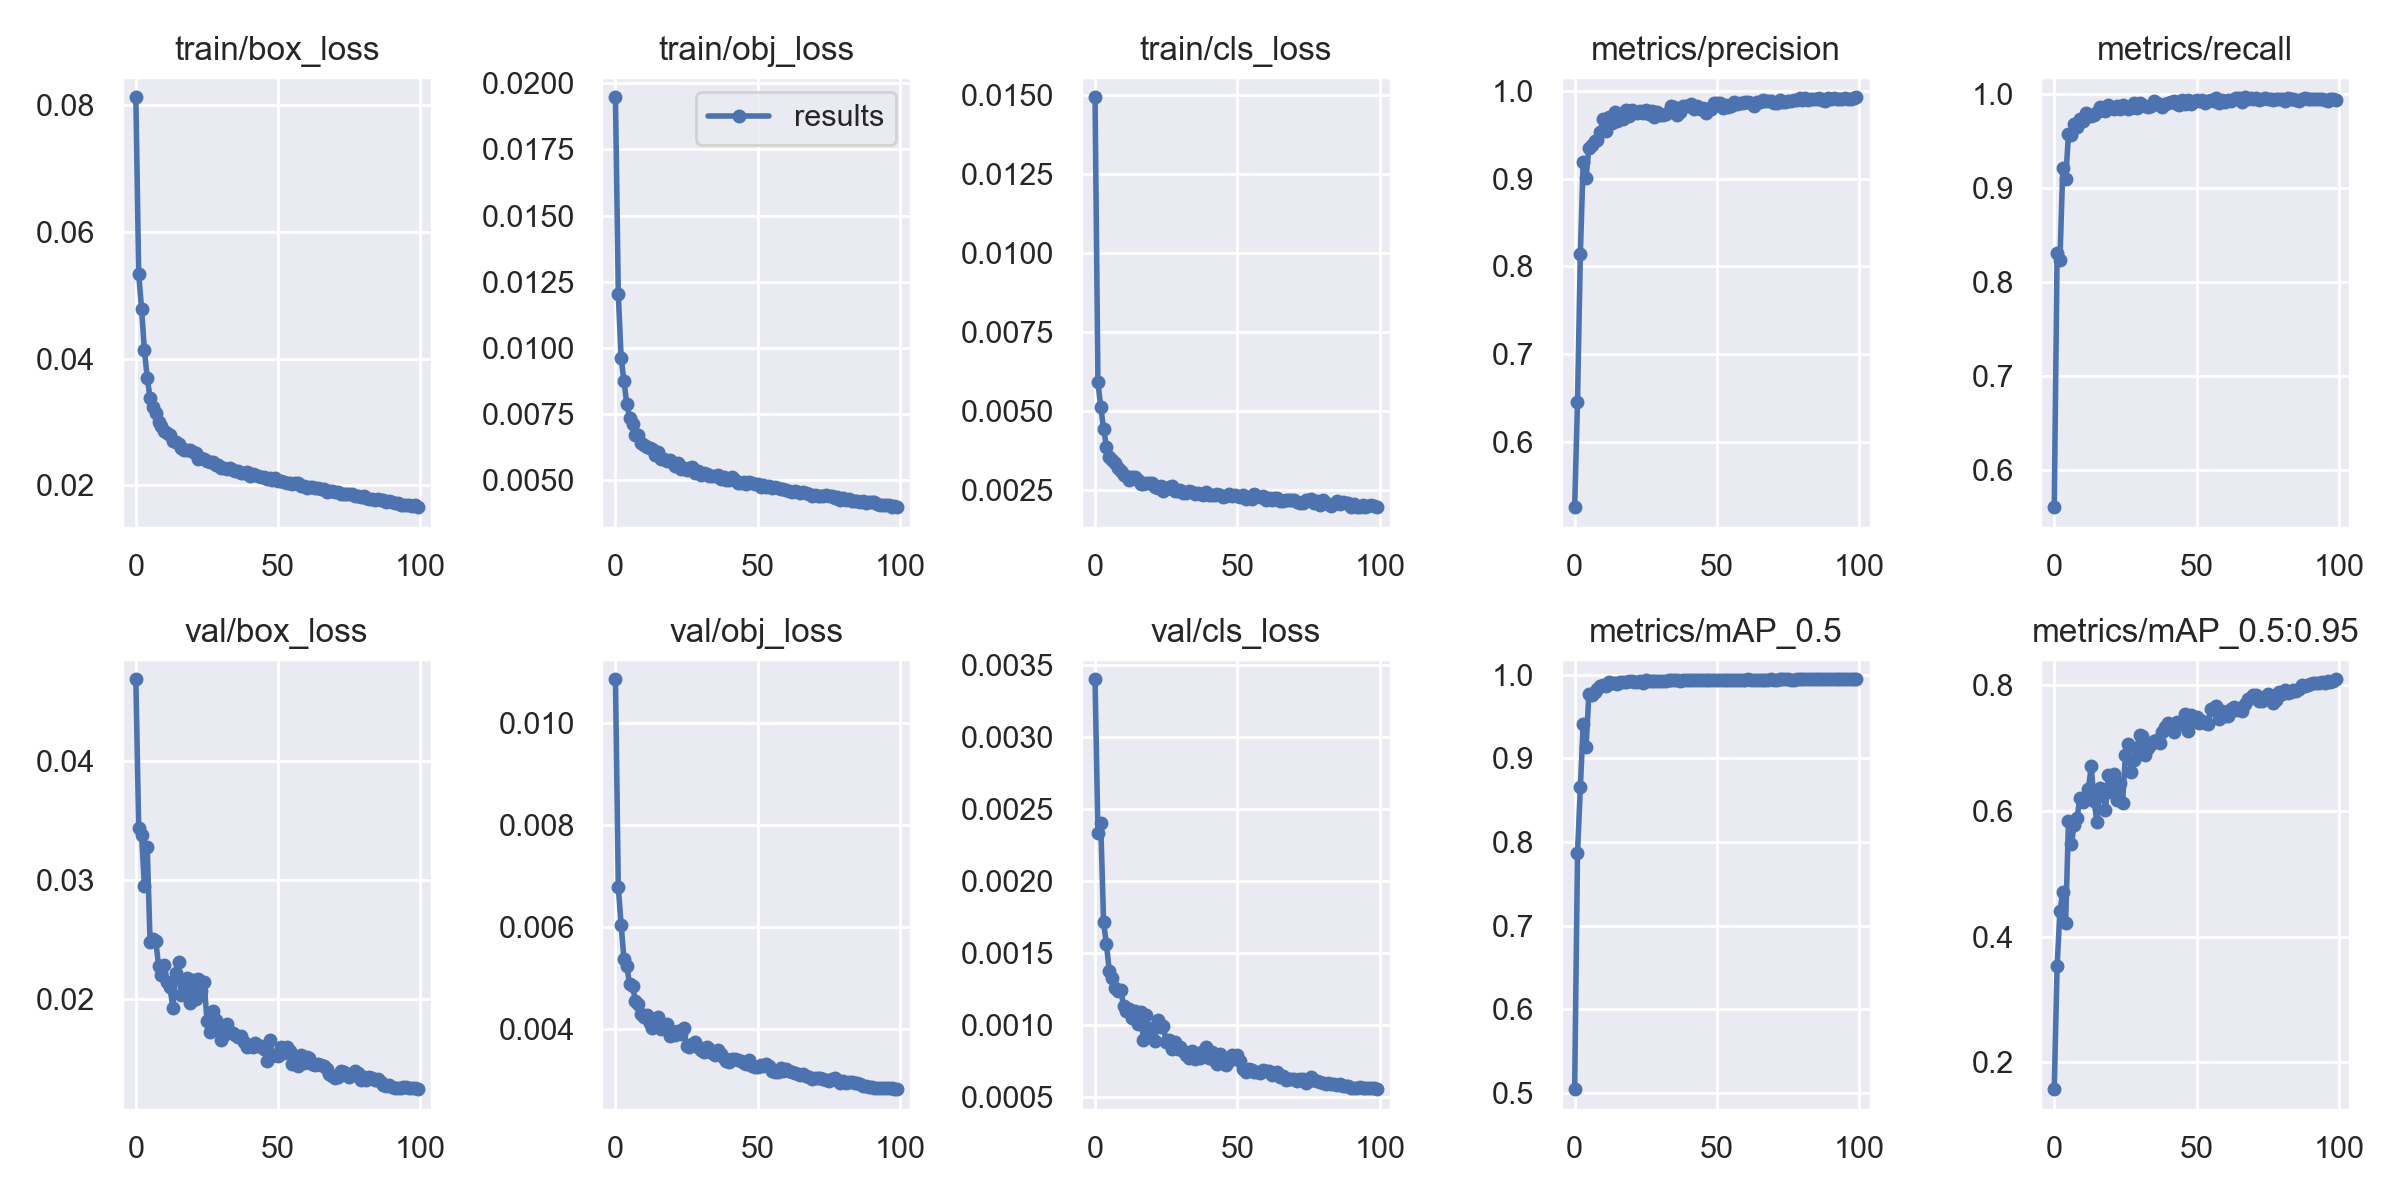 train/box_loss
0.08
0.06
0.04
0.02
0 50 100
train/obj_loss
results
0.0200
0.0175
0.0150
0.0125
0.0100
0.0075
0.0050
0 50 100
train/cls_loss
0.0150
0.0125
0.0100
0.0075
0.0050
0.0025
0 50 100
metrics/precision
1.0
0.9
0.8
0.7
0.6
0 50 100
metrics/recall
1.0
0.9
0.8
0.7
0.6
0 50 100
val/box_loss
0.04
0.03
0.02
0 50 100
val/obj_loss
0.010
0.008
0.006
0.004
0 50 100
val/cls_loss
0.0035
0.0030
0.0025
0.0020
0.0015
0.0010
0.0005
0 50 100
metrics/mAP_0.5
1.0
0.9
0.8
0.7
0.6
0.5
0 50 100
metrics/mAP_0.5:0.95
0.8
0.6
0.4
0.2
0 50 100